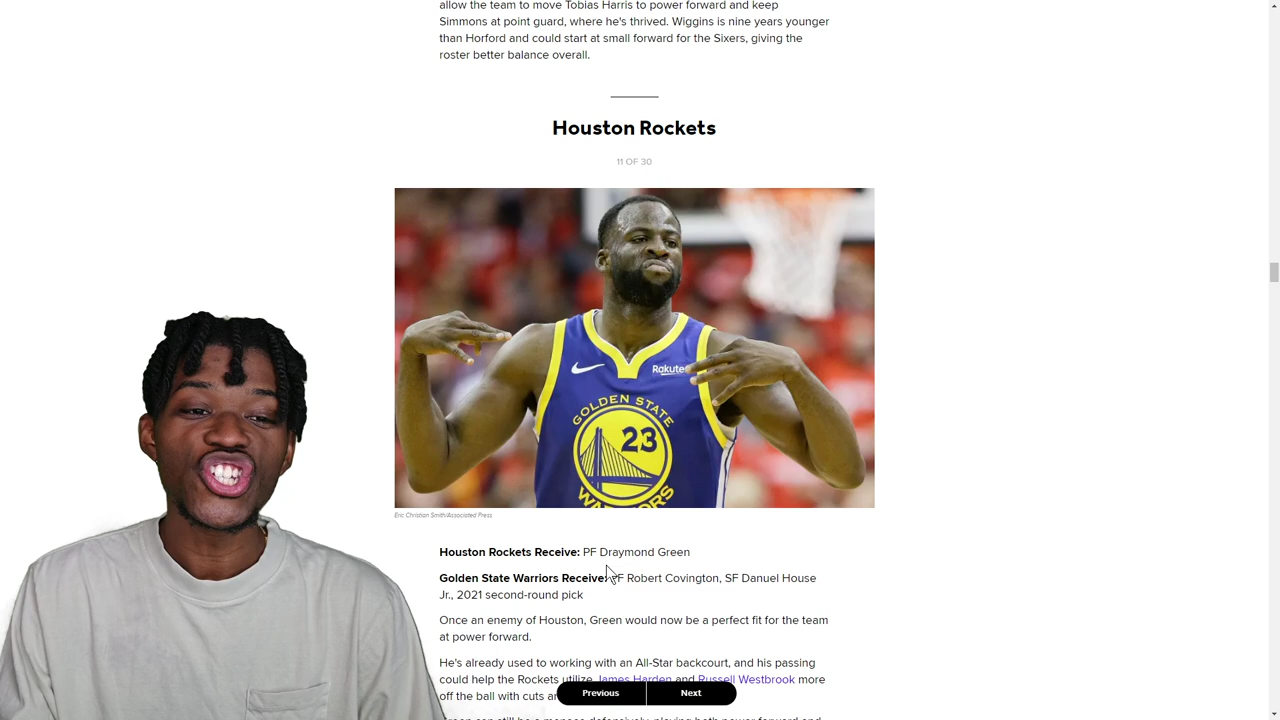 allow the team to move Tobias Harris to power forward and keep
Simmons at point guard, where he's thrived. Wiggins is nine years younger
than Horford and could start at small forward for the Sixers, giving the
roster better balance overall.
Houston Rockets
11 OF 30
Rakuten
GOLDEN STATE
23
WARRIORS
Eric Christian Smith/Associated Press
Houston Rockets Receive: PF Draymond Green
Golden State Warriors Receive: PF Robert Covington, SF Danuel House
Jr., 2021 second-round pick
Once an enemy of Houston, Green would now be a perfect fit for the team
at power forward.
He's already used to working with an All-Star backcourt, and his passing
could help the Rockets utilize James Harden and Russell Westbrook more
off the ball with cuts
Previous
Next